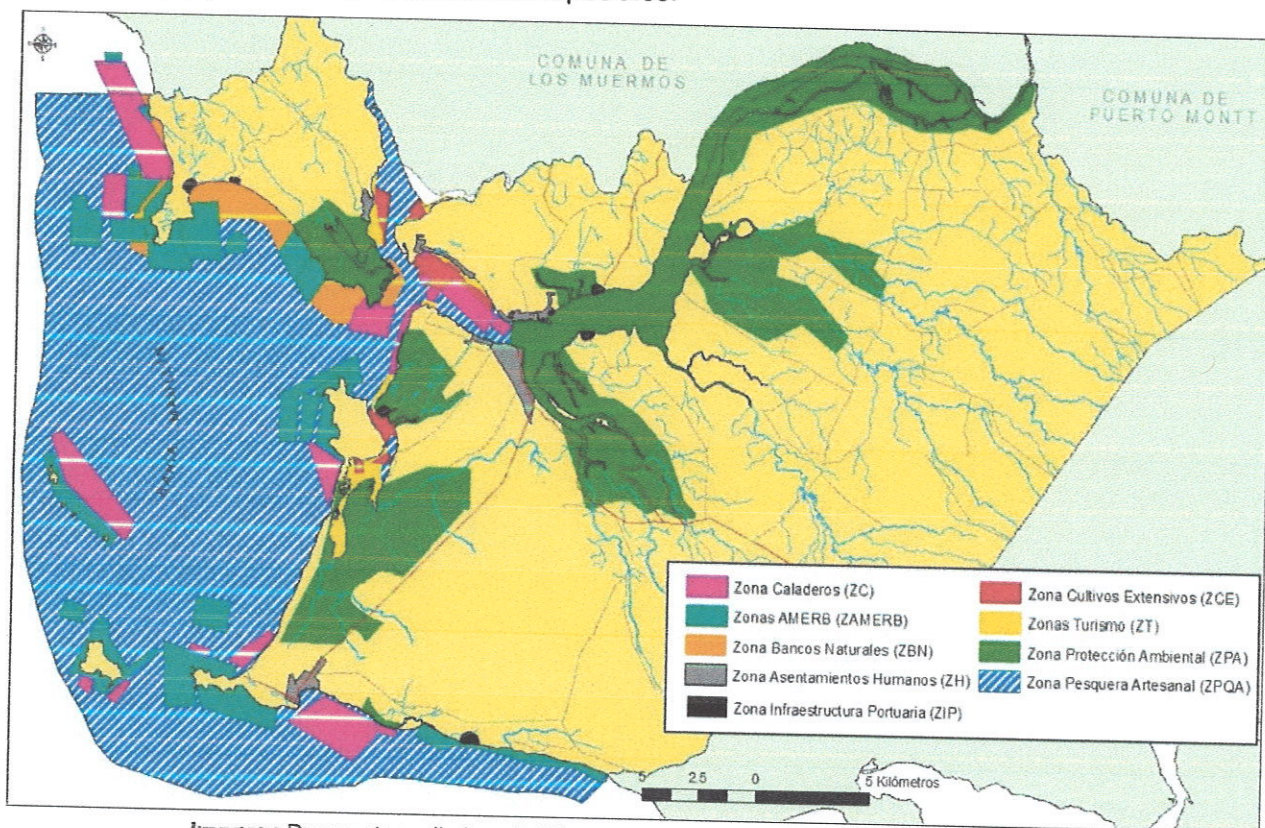 COMUNA DE
LOS MUERMOS
COMUNA DE
PUERTO MONTT
Zona Caladeros (ZC)
Zonas AMERB (ZAMERB)
Zona Bancos Naturales (ZBN)
Zona Asentamientos Humanos (ZH)
Zona Infraestructura Portuaria (ZIP)
Zona Cultivos Extensivos (ZCE)
Zonas Turismo (ZT)
Zona Protección Ambiental (ZPA)
Zona Pesquera Artesanal (ZPQA)
5 2.5 0 5 Kilómetros